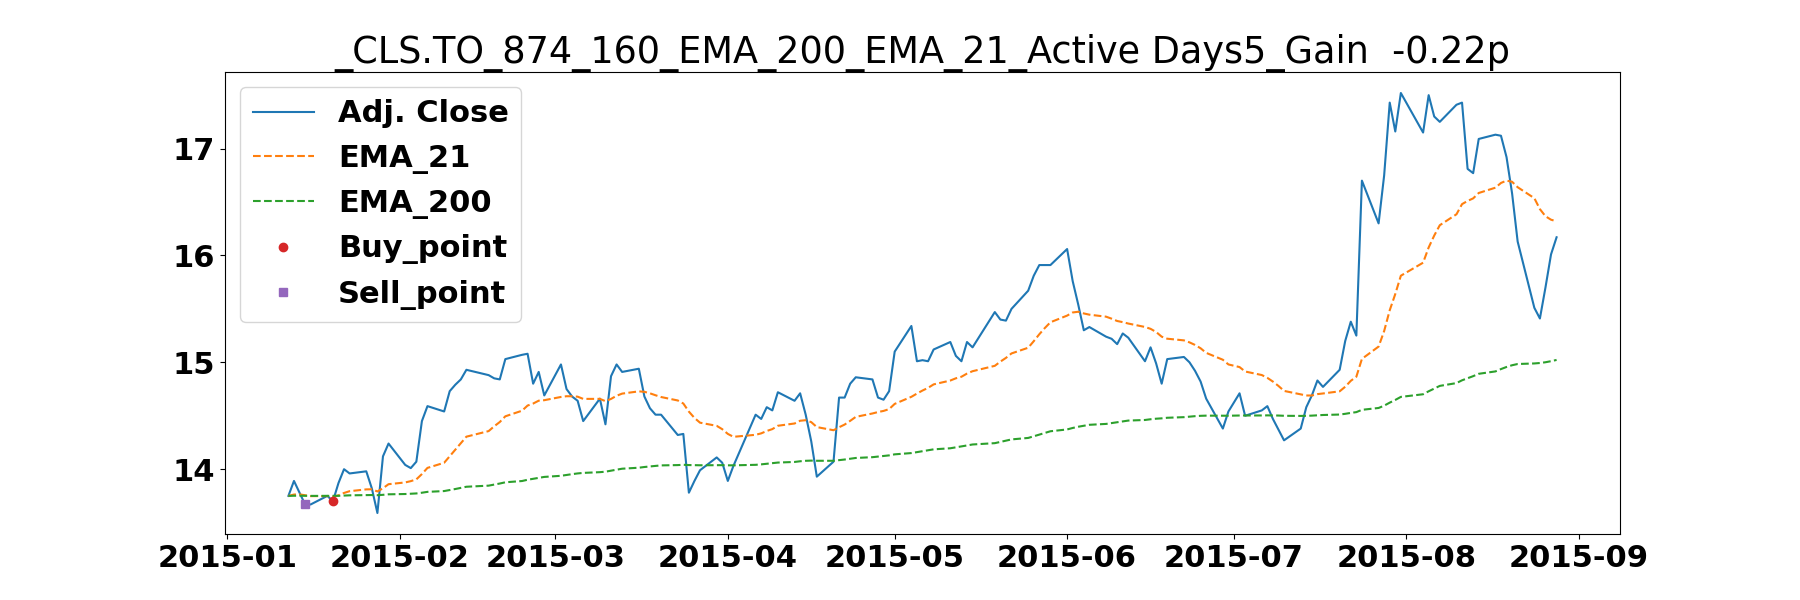 _CLS.TO_874_160_EMA_200_EMA_21_Active Days5_Gain  -0.22p
Adj. Close
EMA_21
EMA_200
Buy_point
Sell_point
17
16
15
14
2015-01 2015-02 2015-03 2015-04 2015-05 2015-06 2015-07 2015-08 2015-09